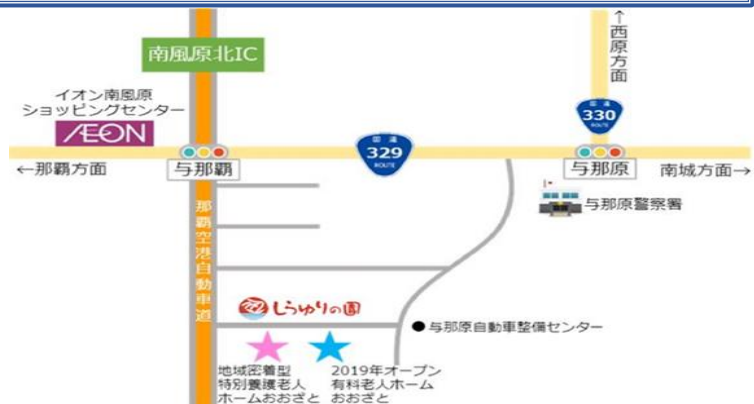 ↑西原方面
南風原北IC
イオン南風原
ショッピングセンター
ÆON
国道
330
ROUTE
国道
329
ROUTE
←那覇方面
与那覇
与那原
南城方面→
那覇空港自動車道
与那原警察署
しらゆりの園
●与那原自動車整備センター
地域密着型
特別養護老人
ホームおおざと
2019年オープン
有料老人ホーム
おおざと